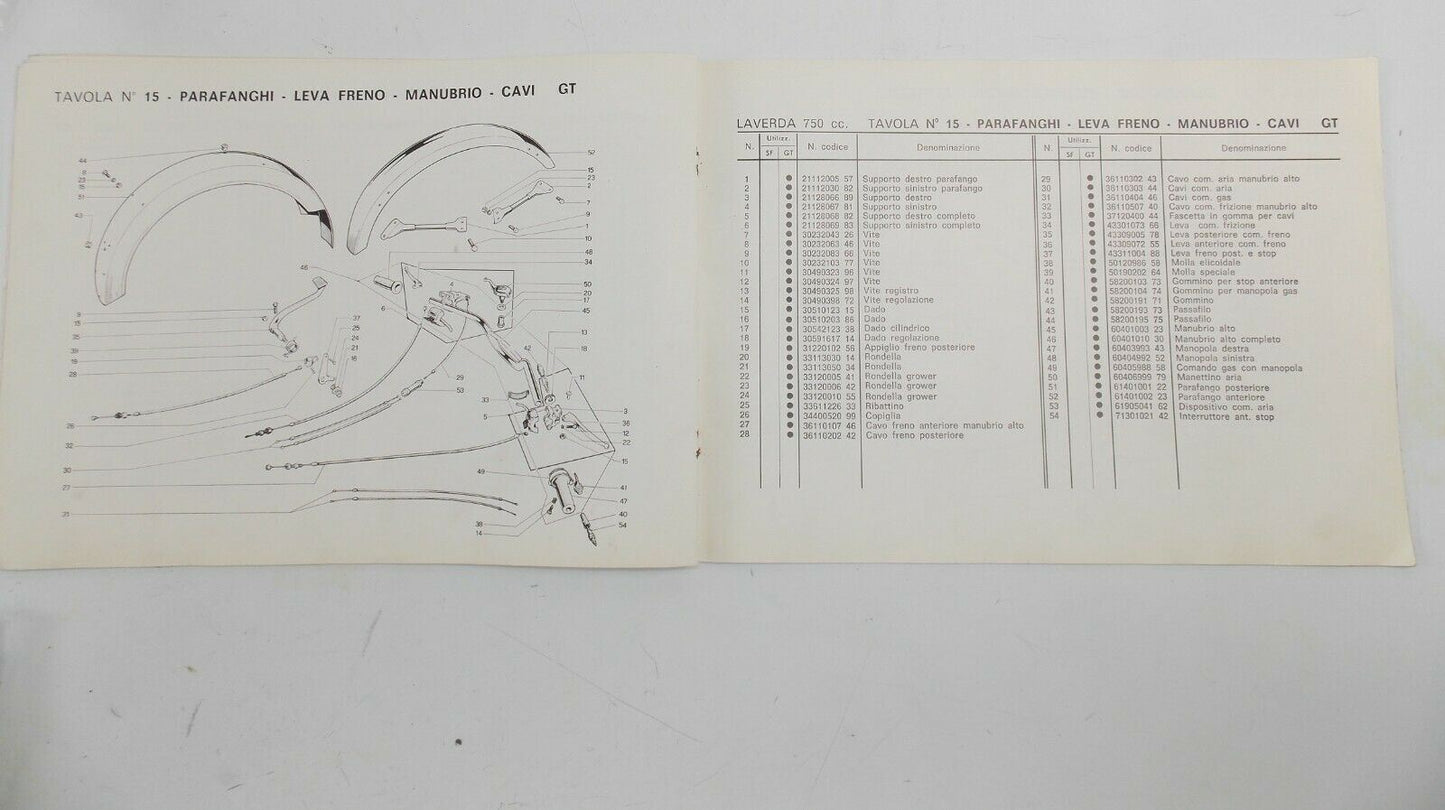 TAVOLA N° 15 - PARAFANGHI - LEVA FRENO - MANUBRIO - CAVI GT
LAVERDA 750 cc. TAVOLA N° 15 - PARAFANGHI - LEVA FRENO - MANUBRIO - CAVI GT
N. Utilizz. SF GT N. codice Denominazione
1 ● 21112005 57 Supporto destro parafango
2 ● 21112030 82 Supporto sinistro parafango
3 ● 21128066 89 Supporto destro
4 ● 21128067 81 Supporto sinistro
5 ● 21128068 82 Supporto destro completo
6 ● 21128069 83 Supporto sinistro completo
7 ● 30232043 26 Vite
8 ● 30232063 46 Vite
9 ● 30232083 66 Vite
10 ● 30232103 77 Vite
11 ● 30490323 96 Vite
12 ● 30490324 97 Vite
13 ● 30490325 98 Vite registro
14 ● 30490398 72 Vite regolazione
15 ● 30510123 15 Dado
16 ● 30510203 86 Dado
17 ● 30542123 38 Dado cilindrico
18 ● 30591617 14 Dado regolazione
19 ● 31220102 56 Appiglio freno posteriore
20 ● 33113030 14 Rondella
21 ● 33113050 34 Rondella
22 ● 33120005 41 Rondella grower
23 ● 33120006 42 Rondella grower
24 ● 33120010 55 Rondella grower
25 ● 33611226 33 Ribattino
26 ● 34400520 99 Copiglia
27 ● 36110107 46 Cavo freno anteriore manubrio alto
28 ● 36110202 42 Cavo freno posteriore
N. Utilizz. SF GT N. codice Denominazione
29 ● 36110302 43 Cavo com. aria manubrio alto
30 ● 36110303 44 Cavi com. aria
31 ● 36110404 46 Cavi com. gas
32 ● 36110507 40 Cavo com. frizione manubrio alto
33 ● 37120400 44 Fascetta in gomma per cavi
34 ● 43301073 66 Leva com. frizione
35 ● 43309005 78 Leva posteriore com. freno
36 ● 43309072 55 Leva anteriore com. freno
37 ● 43311004 88 Leva freno post. e stop
38 ● 50120986 58 Molla elicoidale
39 ● 50190202 64 Molla speciale
40 ● 58200103 73 Gommino per stop anteriore
41 ● 58200104 74 Gommino per manopola gas
42 ● 58200191 71 Gommino
43 ● 58200193 73 Passafilo
44 ● 58200195 75 Passafilo
45 ● 60401003 23 Manubrio alto
46 ● 60401010 30 Manubrio alto completo
47 ● 60403993 43 Manopola destra
48 ● 60404992 52 Manopola sinistra
49 ● 60405988 58 Comando gas con manopola
50 ● 60406999 79 Manettino aria
51 ● 61401001 22 Parafango posteriore
52 ● 61401002 23 Parafango anteriore
53 ● 61905041 62 Dispositivo com. aria
54 ● 71301021 42 Interruttore ant. stop